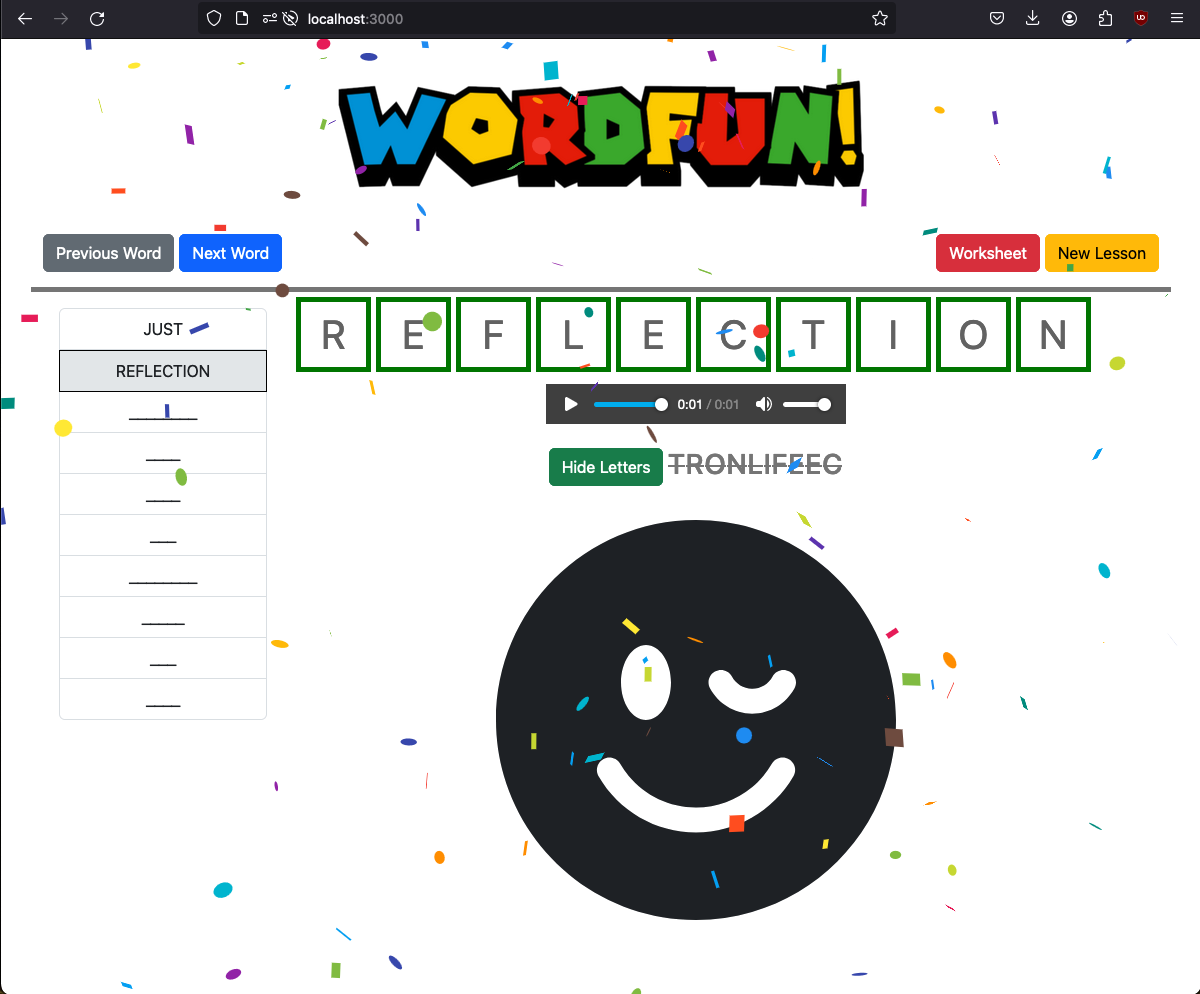 localhost:3000
WORDFUN!
Previous Word Next Word Worksheet New Lesson
JUST
REFLECTION
R E F L E C T I O N
0:01 / 0:01
Hide Letters TRONLIFEEC
________
____
____
___
________
_____
___
____